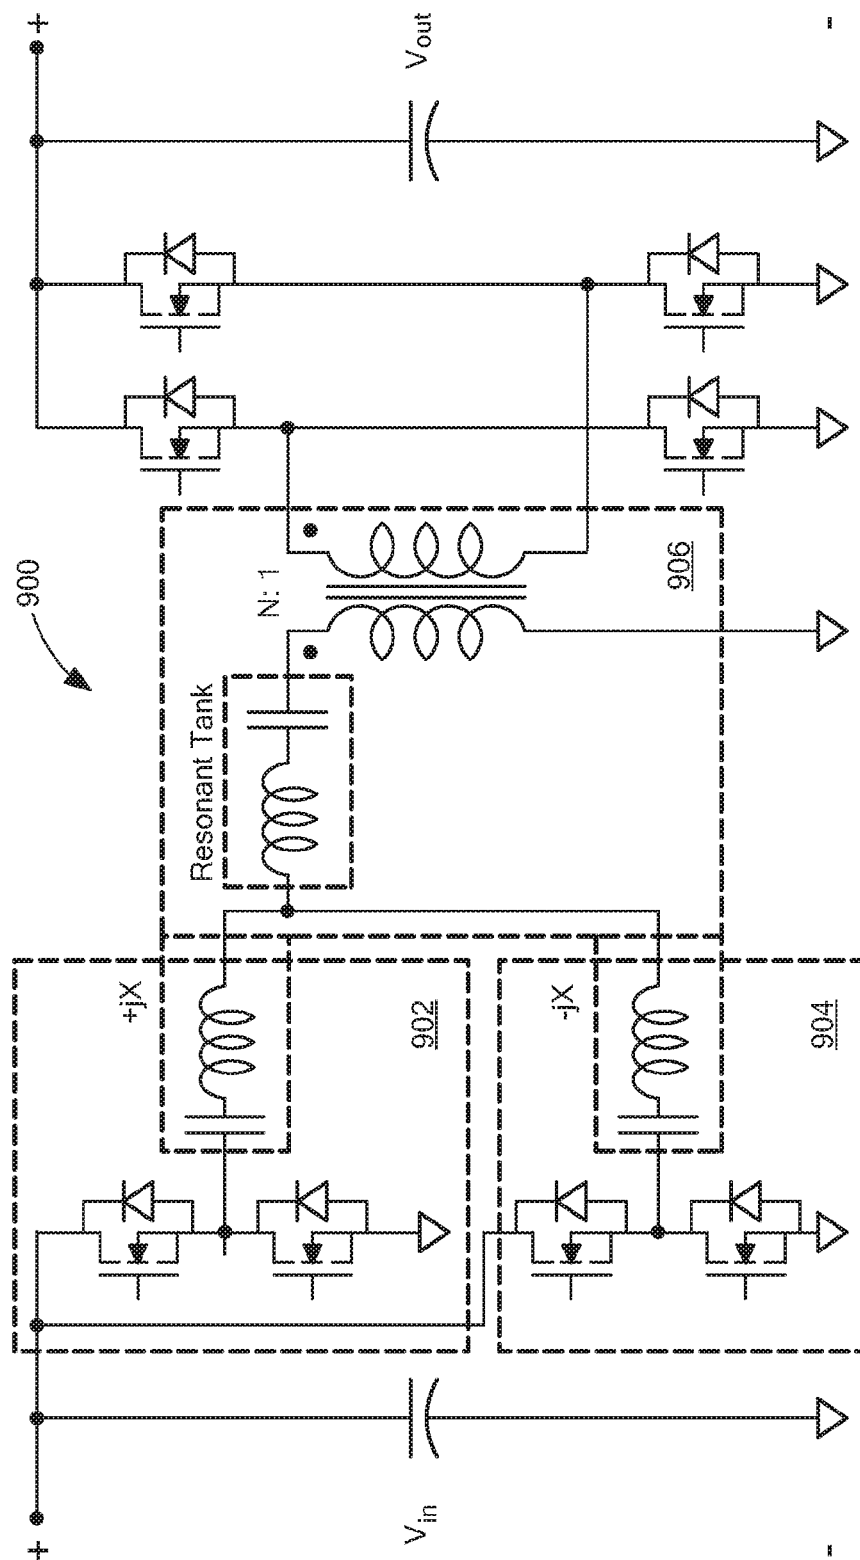 900
+
+
V_in
V_out
-
-
902
+jX
904
-jX
Resonant Tank
N: 1
906